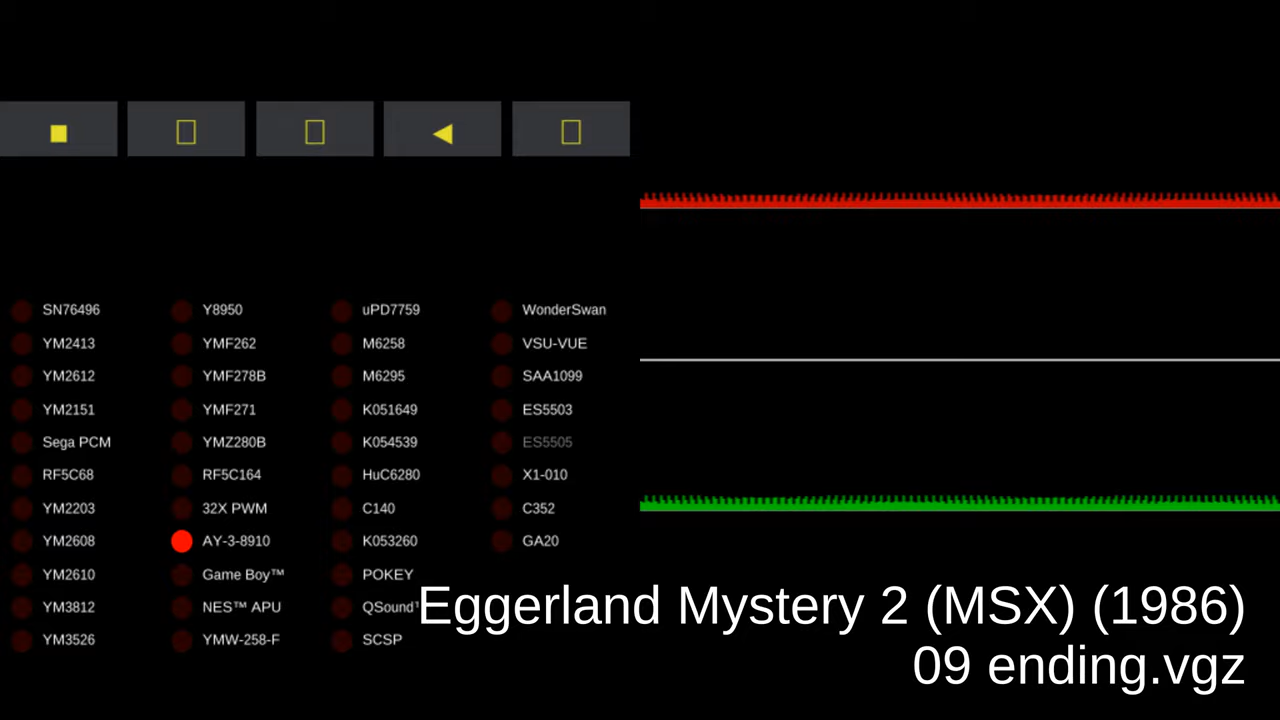 SN76496 Y8950 uPD7759 WonderSwan
YM2413 YMF262 M6258 VSU-VUE
YM2612 YMF278B M6295 SAA1099
YM2151 YMF271 K051649 ES5503
Sega PCM YMZ280B K054539 ES5505
RF5C68 RF5C164 HuC6280 X1-010
YM2203 32X PWM C140 C352
YM2608 AY-3-8910 K053260 GA20
YM2610 Game Boy™ POKEY
YM3812 NES™ APU QSound™
YM3526 YMW-258-F SCSP
Eggerland Mystery 2 (MSX) (1986)
09 ending.vgz